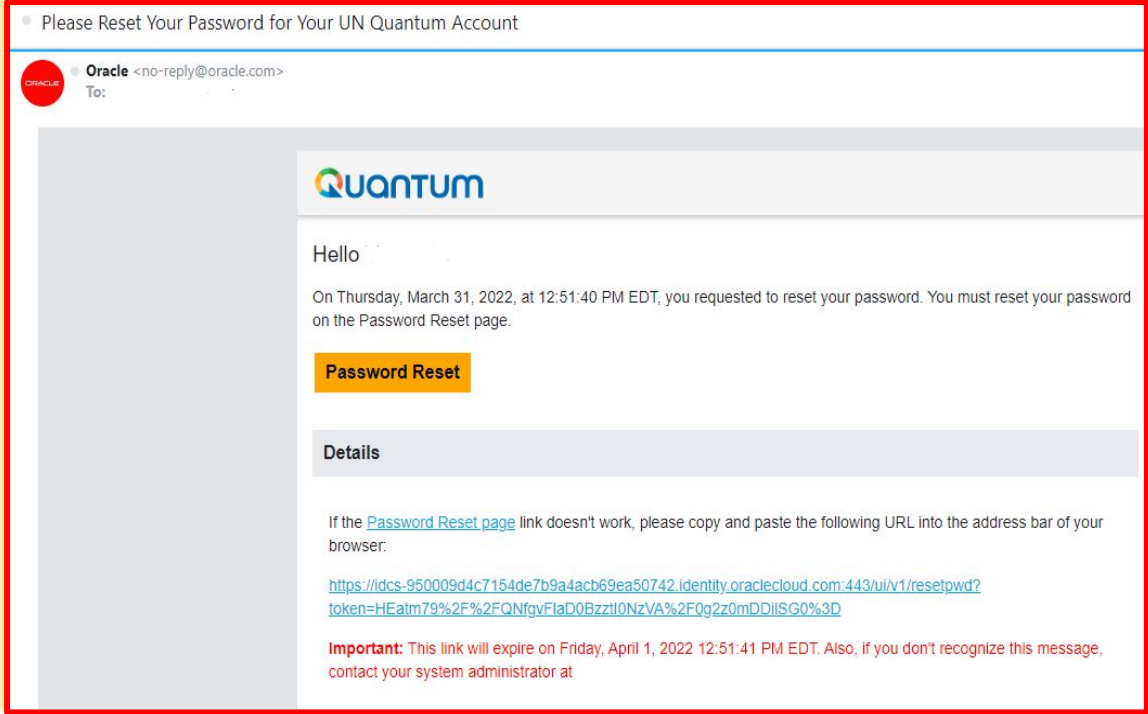 Please Reset Your Password for Your UN Quantum Account
ORACLE
Oracle <no-reply@oracle.com>
To:
Quantum
Hello
On Thursday, March 31, 2022, at 12:51:40 PM EDT, you requested to reset your password. You must reset your password
on the Password Reset page.
Password Reset
Details
If the Password Reset page link doesn't work, please copy and paste the following URL into the address bar of your
browser:
https://idcs-950009d4c7154de7b9a4acb69ea50742.identity.oraclecloud.com:443/ui/v1/resetpwd?
token=HEatm79%2F%2FQNfgvFlaD0BzztI0NzVA%2F0g2z0mDDilSG0%3D
Important: This link will expire on Friday, April 1, 2022 12:51:41 PM EDT. Also, if you don't recognize this message,
contact your system administrator at